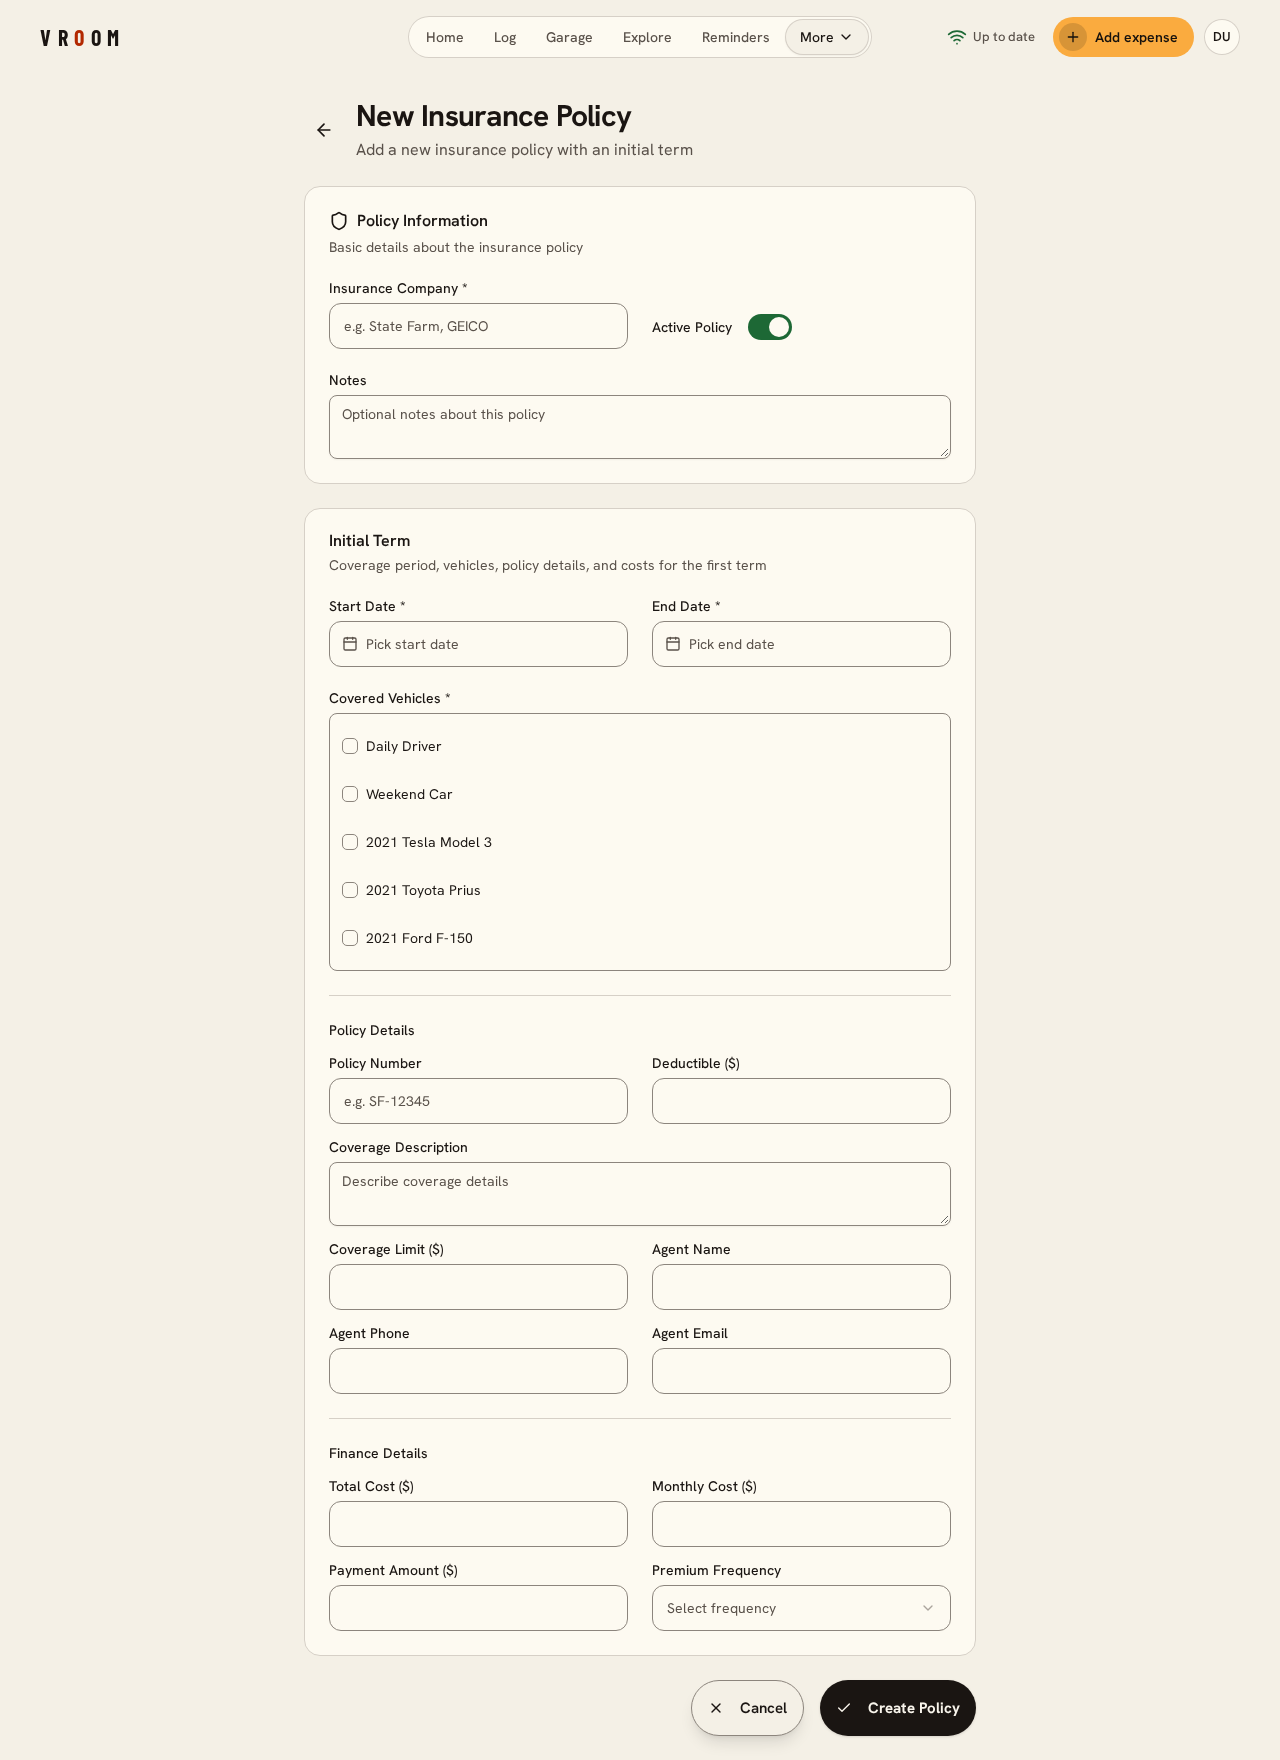 VROOM
Home Log Garage Explore Reminders More
Up to date
Add expense
DU
New Insurance Policy
Add a new insurance policy with an initial term
Policy Information
Basic details about the insurance policy
Insurance Company *
e.g. State Farm, GEICO
Active Policy
Notes
Optional notes about this policy
Initial Term
Coverage period, vehicles, policy details, and costs for the first term
Start Date * End Date *
Pick start date Pick end date
Covered Vehicles *
Daily Driver
Weekend Car
2021 Tesla Model 3
2021 Toyota Prius
2021 Ford F-150
Policy Details
Policy Number Deductible ($)
e.g. SF-12345
Coverage Description
Describe coverage details
Coverage Limit ($) Agent Name
Agent Phone Agent Email
Finance Details
Total Cost ($) Monthly Cost ($)
Payment Amount ($) Premium Frequency
Select frequency
Cancel Create Policy